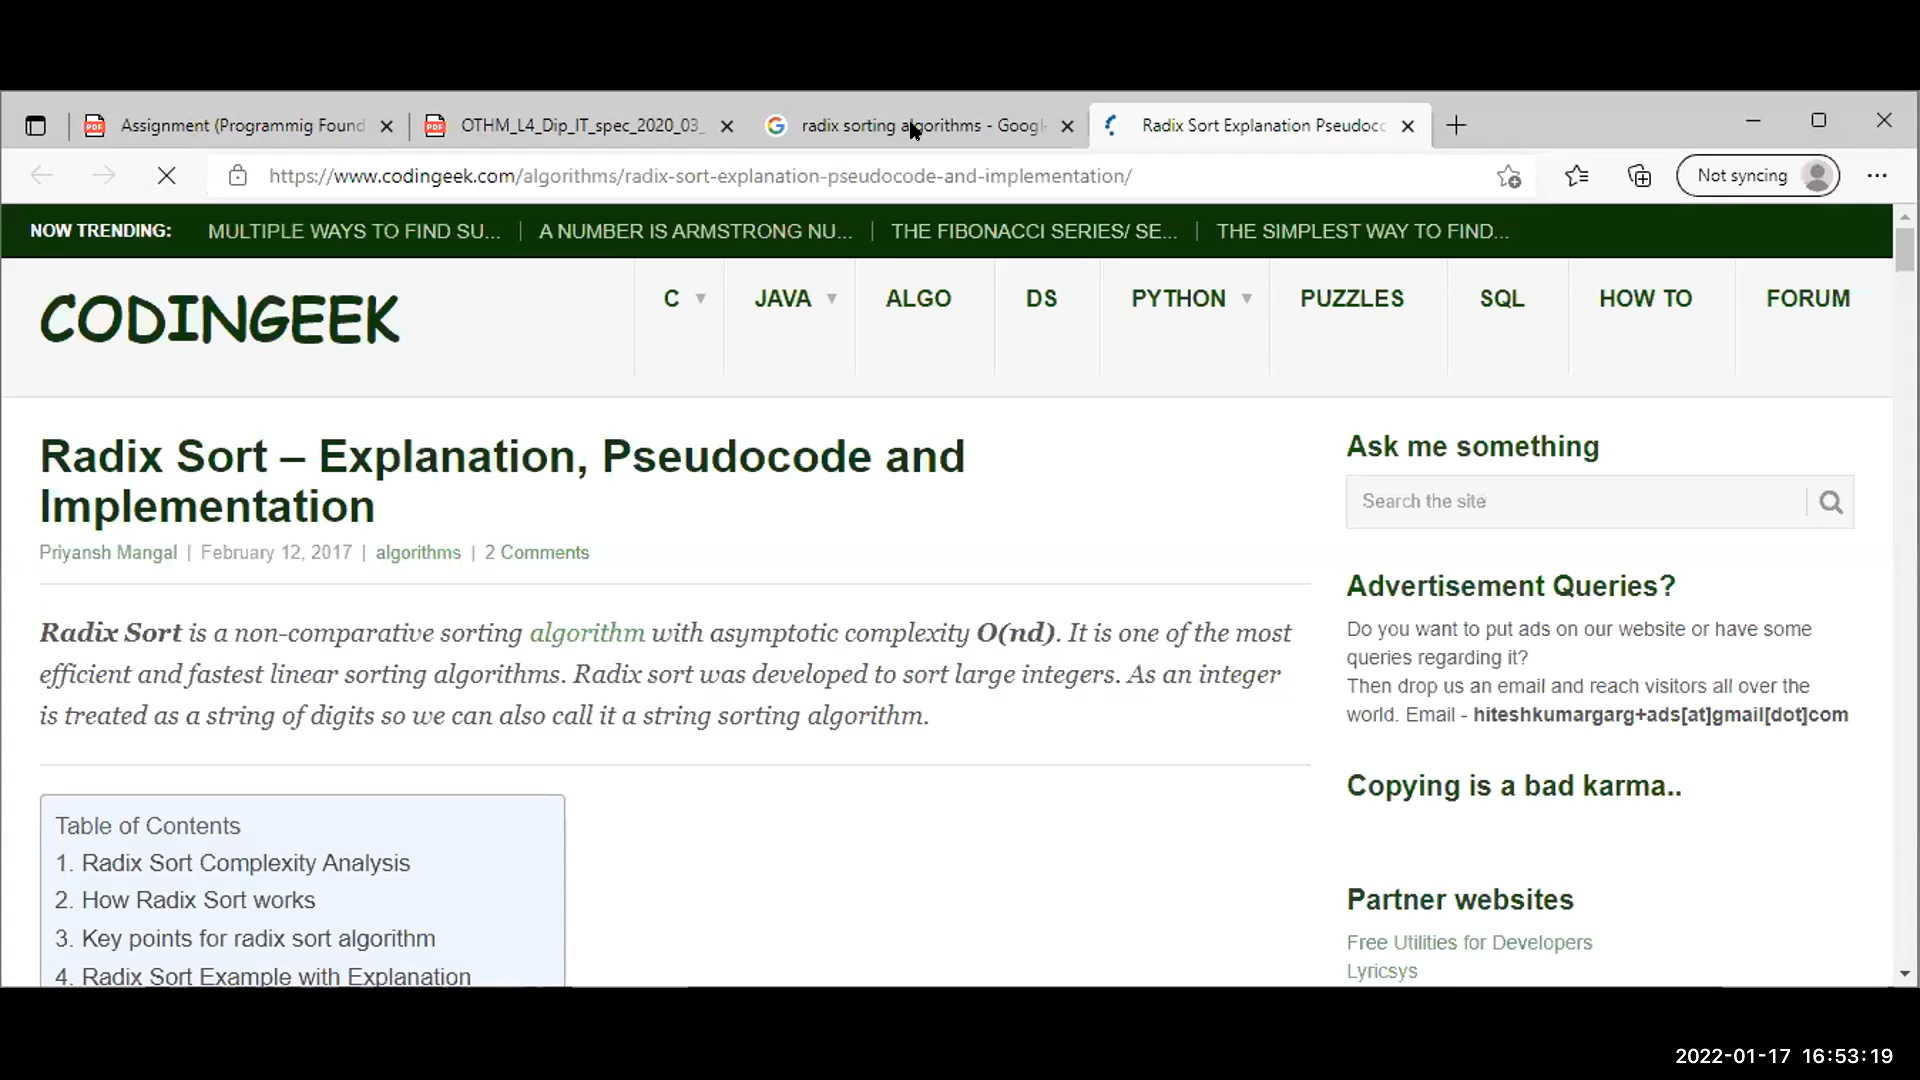 Assignment (Programmig Found
OTHM_L4_Dip_IT_spec_2020_03_
radix sorting algorithms - Googl
Radix Sort Explanation Pseudoco
https://www.codingeek.com/algorithms/radix-sort-explanation-pseudocode-and-implementation/
Not syncing
NOW TRENDING:
MULTIPLE WAYS TO FIND SU...
A NUMBER IS ARMSTRONG NU...
THE FIBONACCI SERIES/ SE...
THE SIMPLEST WAY TO FIND...
CODINGEEK
C
JAVA
ALGO
DS
PYTHON
PUZZLES
SQL
HOW TO
FORUM
Radix Sort – Explanation, Pseudocode and
Implementation
Priyansh Mangal | February 12, 2017 | algorithms | 2 Comments
Radix Sort is a non-comparative sorting algorithm with asymptotic complexity O(nd). It is one of the most
efficient and fastest linear sorting algorithms. Radix sort was developed to sort large integers. As an integer
is treated as a string of digits so we can also call it a string sorting algorithm.
Table of Contents
1. Radix Sort Complexity Analysis
2. How Radix Sort works
3. Key points for radix sort algorithm
4. Radix Sort Example with Explanation
Ask me something
Search the site
Advertisement Queries?
Do you want to put ads on our website or have some
queries regarding it?
Then drop us an email and reach visitors all over the
world. Email - hiteshkumargarg+ads[at]gmail[dot]com
Copying is a bad karma..
Partner websites
Free Utilities for Developers
Lyricsys
2022-01-17 16:53:19